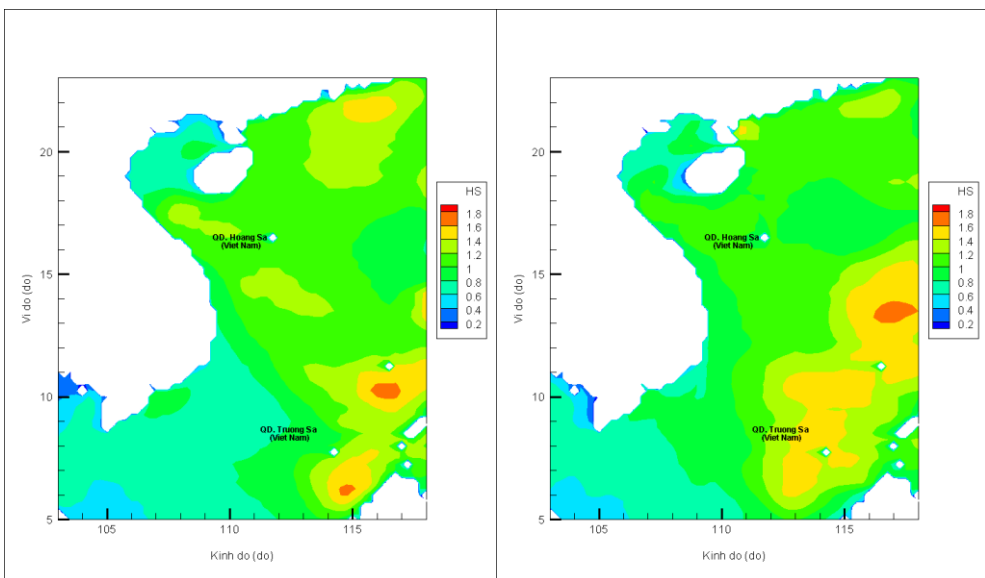 20
15
10
5
105
110
115
Vi do (do)
Kinh do (do)
QD. Hoang Sa
(Viet Nam)
QD. Truong Sa
(Viet Nam)
HS
1.8
1.6
1.4
1.2
1
0.8
0.6
0.4
0.2
20
15
10
5
105
110
115
Vi do (do)
Kinh do (do)
QD. Hoang Sa
(Viet Nam)
QD. Truong Sa
(Viet Nam)
HS
1.8
1.6
1.4
1.2
1
0.8
0.6
0.4
0.2